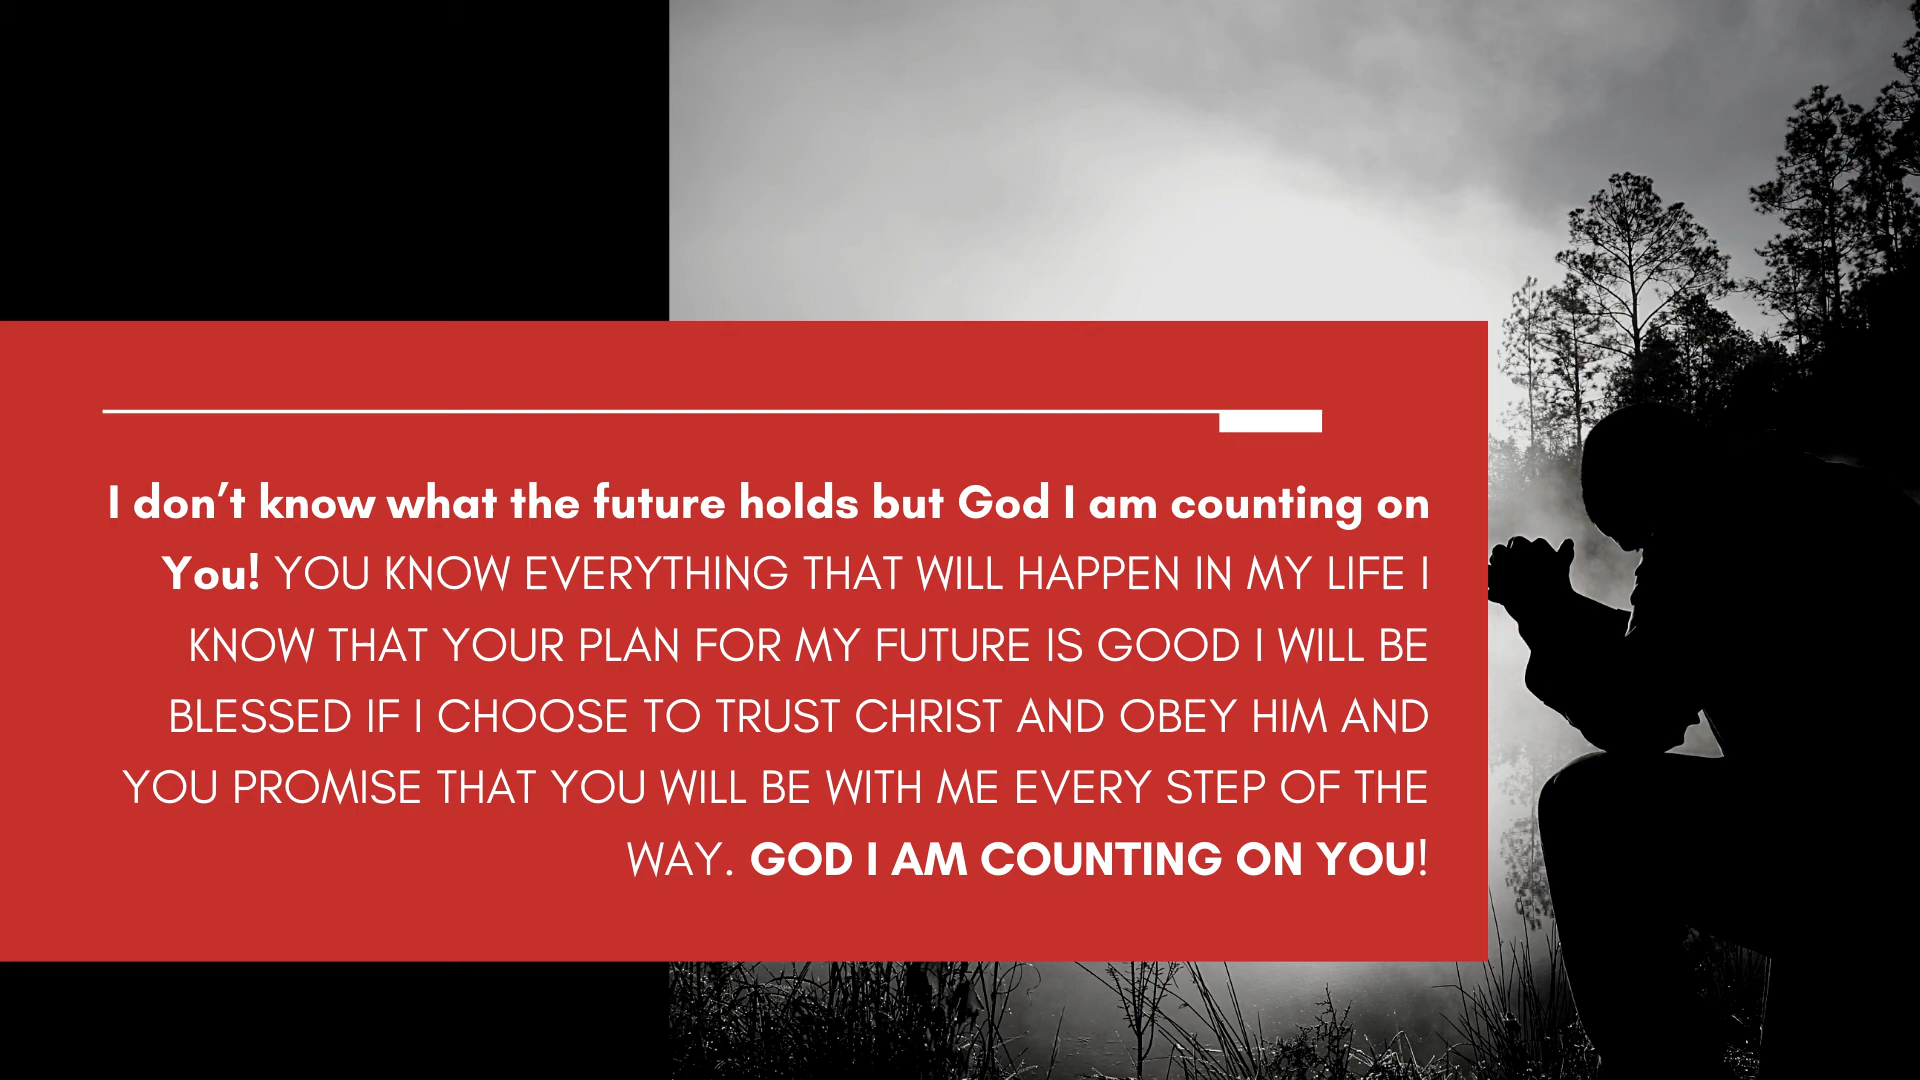 I don’t know what the future holds but God I am counting on
You! YOU KNOW EVERYTHING THAT WILL HAPPEN IN MY LIFE I
KNOW THAT YOUR PLAN FOR MY FUTURE IS GOOD I WILL BE
BLESSED IF I CHOOSE TO TRUST CHRIST AND OBEY HIM AND
YOU PROMISE THAT YOU WILL BE WITH ME EVERY STEP OF THE
WAY. GOD I AM COUNTING ON YOU!